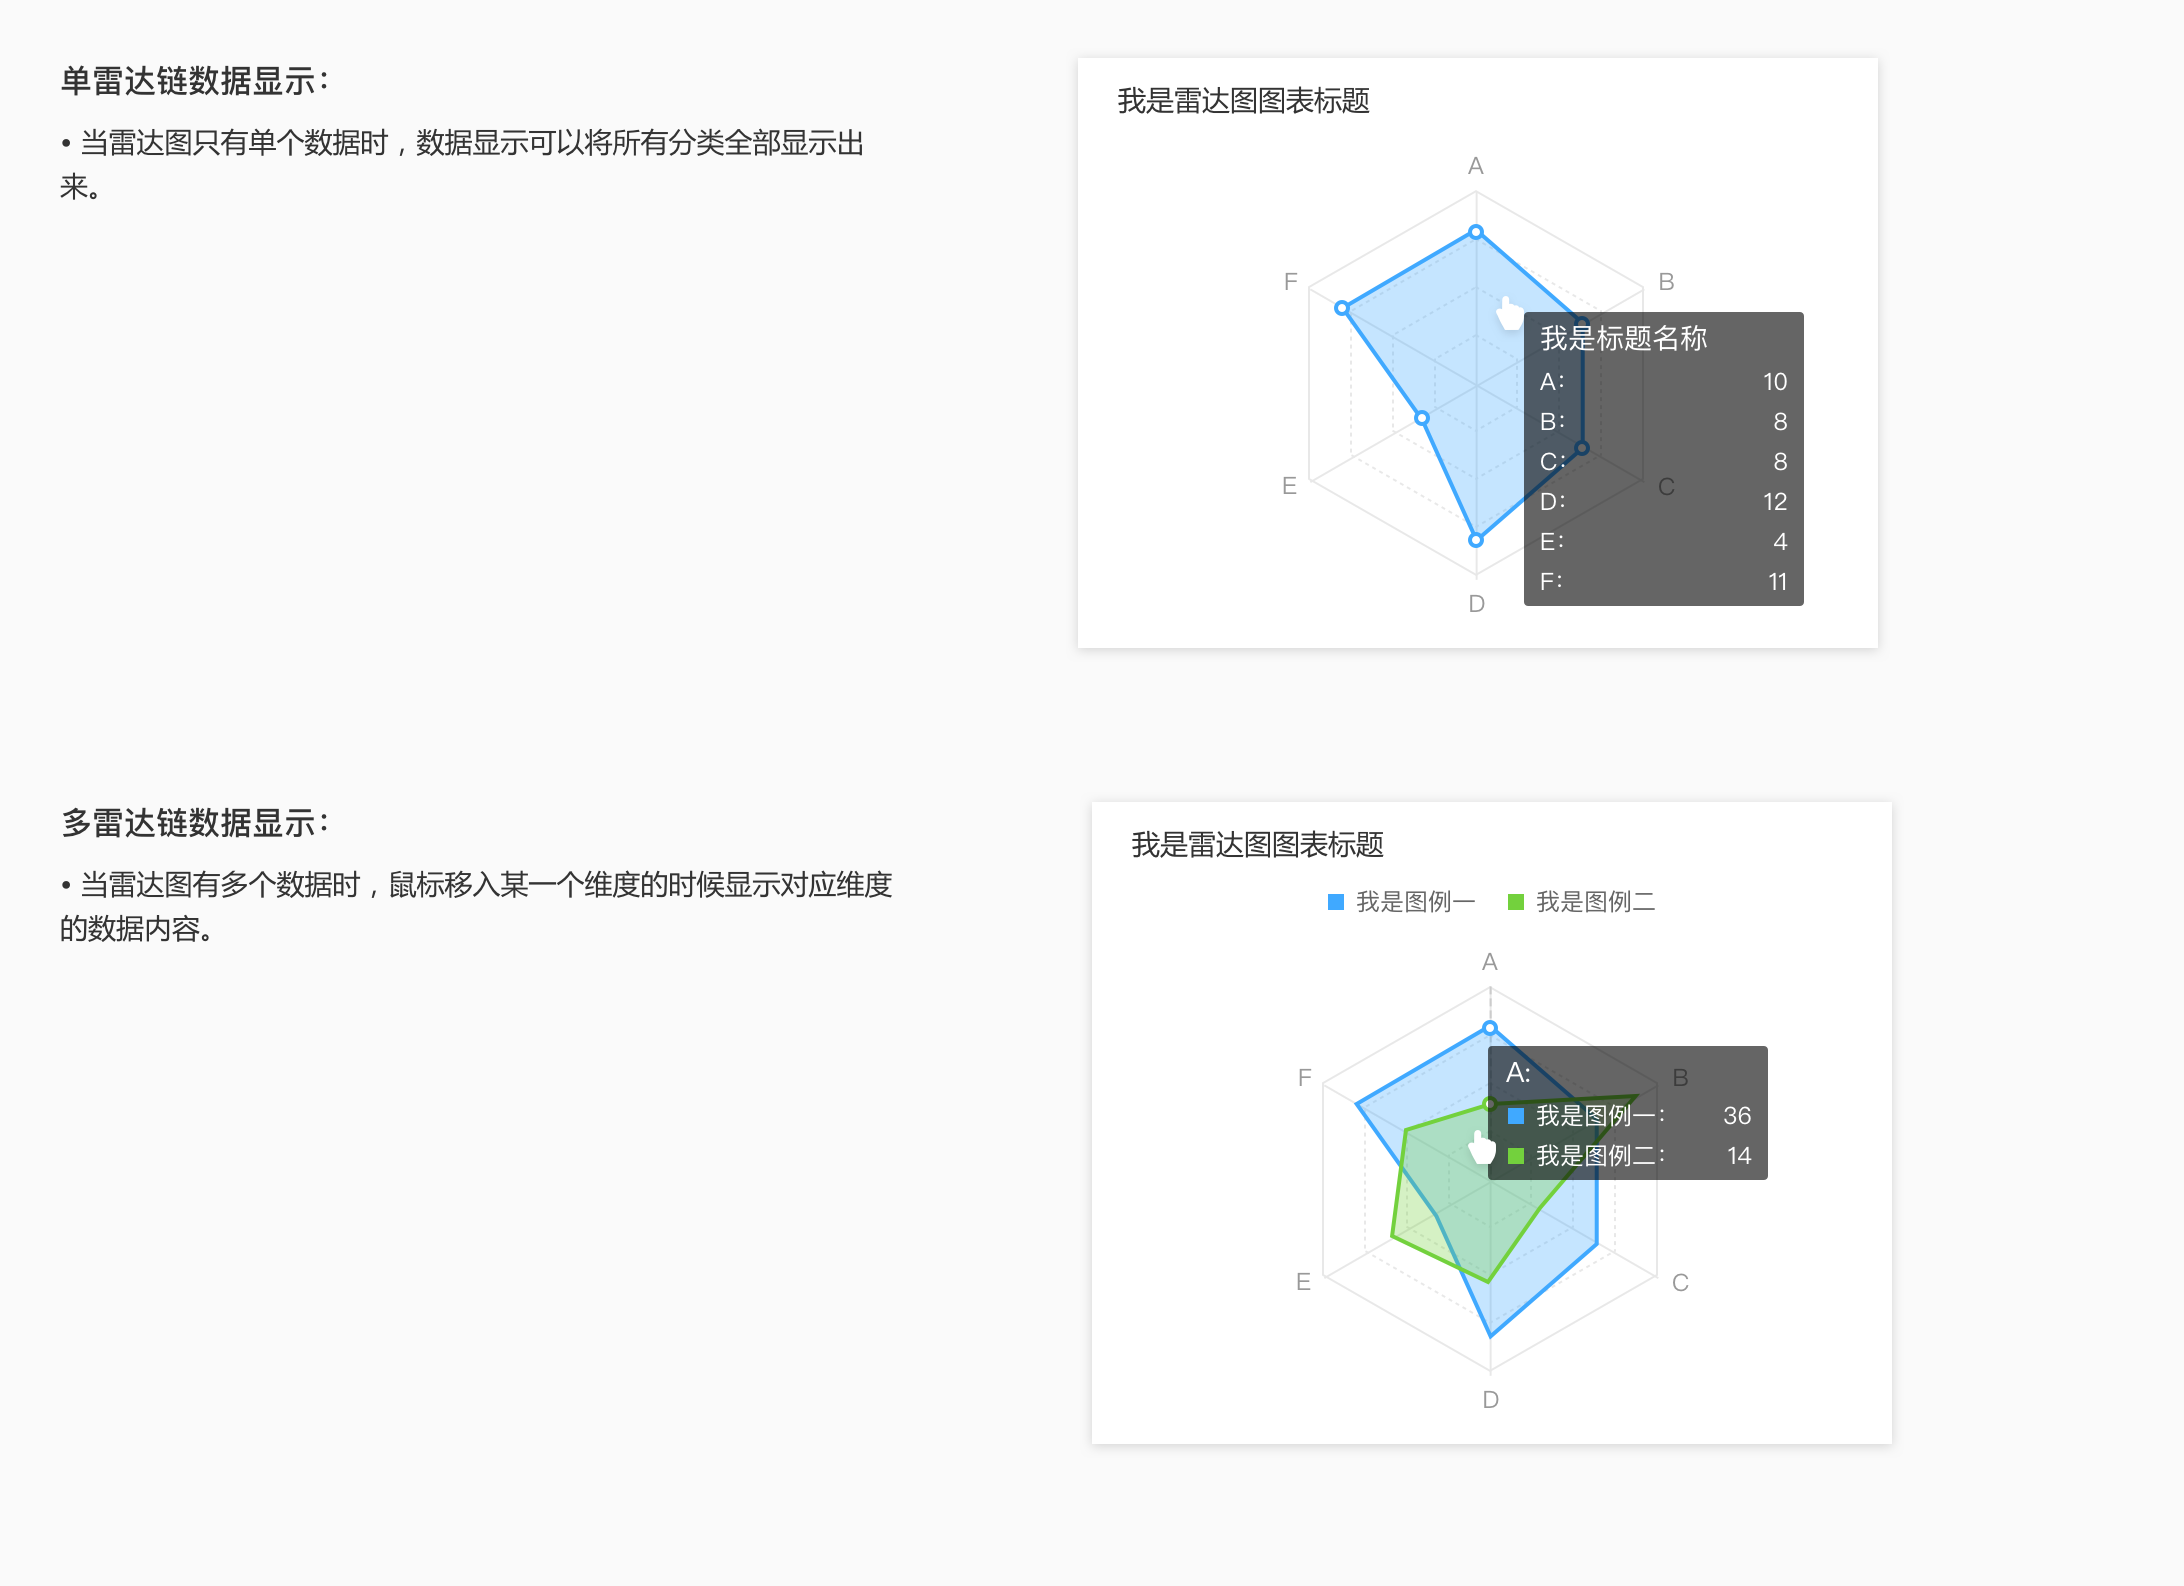 单雷达链数据显示：
• 当雷达图只有单个数据时，数据显示可以将所有分类全部显示出
来。
我是雷达图图表标题
A
F
B
E
C
D
我是标题名称
A： 10
B： 8
C： 8
D： 12
E： 4
F： 11
多雷达链数据显示：
• 当雷达图有多个数据时，鼠标移入某一个维度的时候显示对应维度
的数据内容。
我是雷达图图表标题
我是图例一 我是图例二
A
F
B
E
C
D
A:
我是图例一： 36
我是图例二： 14